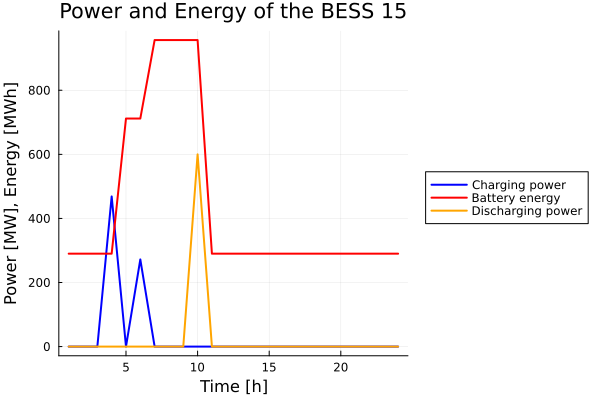 Power and Energy of the BESS 15
Power [MW], Energy [MWh]
800
600
400
200
0
5
10
15
20
Time [h]
Charging power
Battery energy
Discharging power